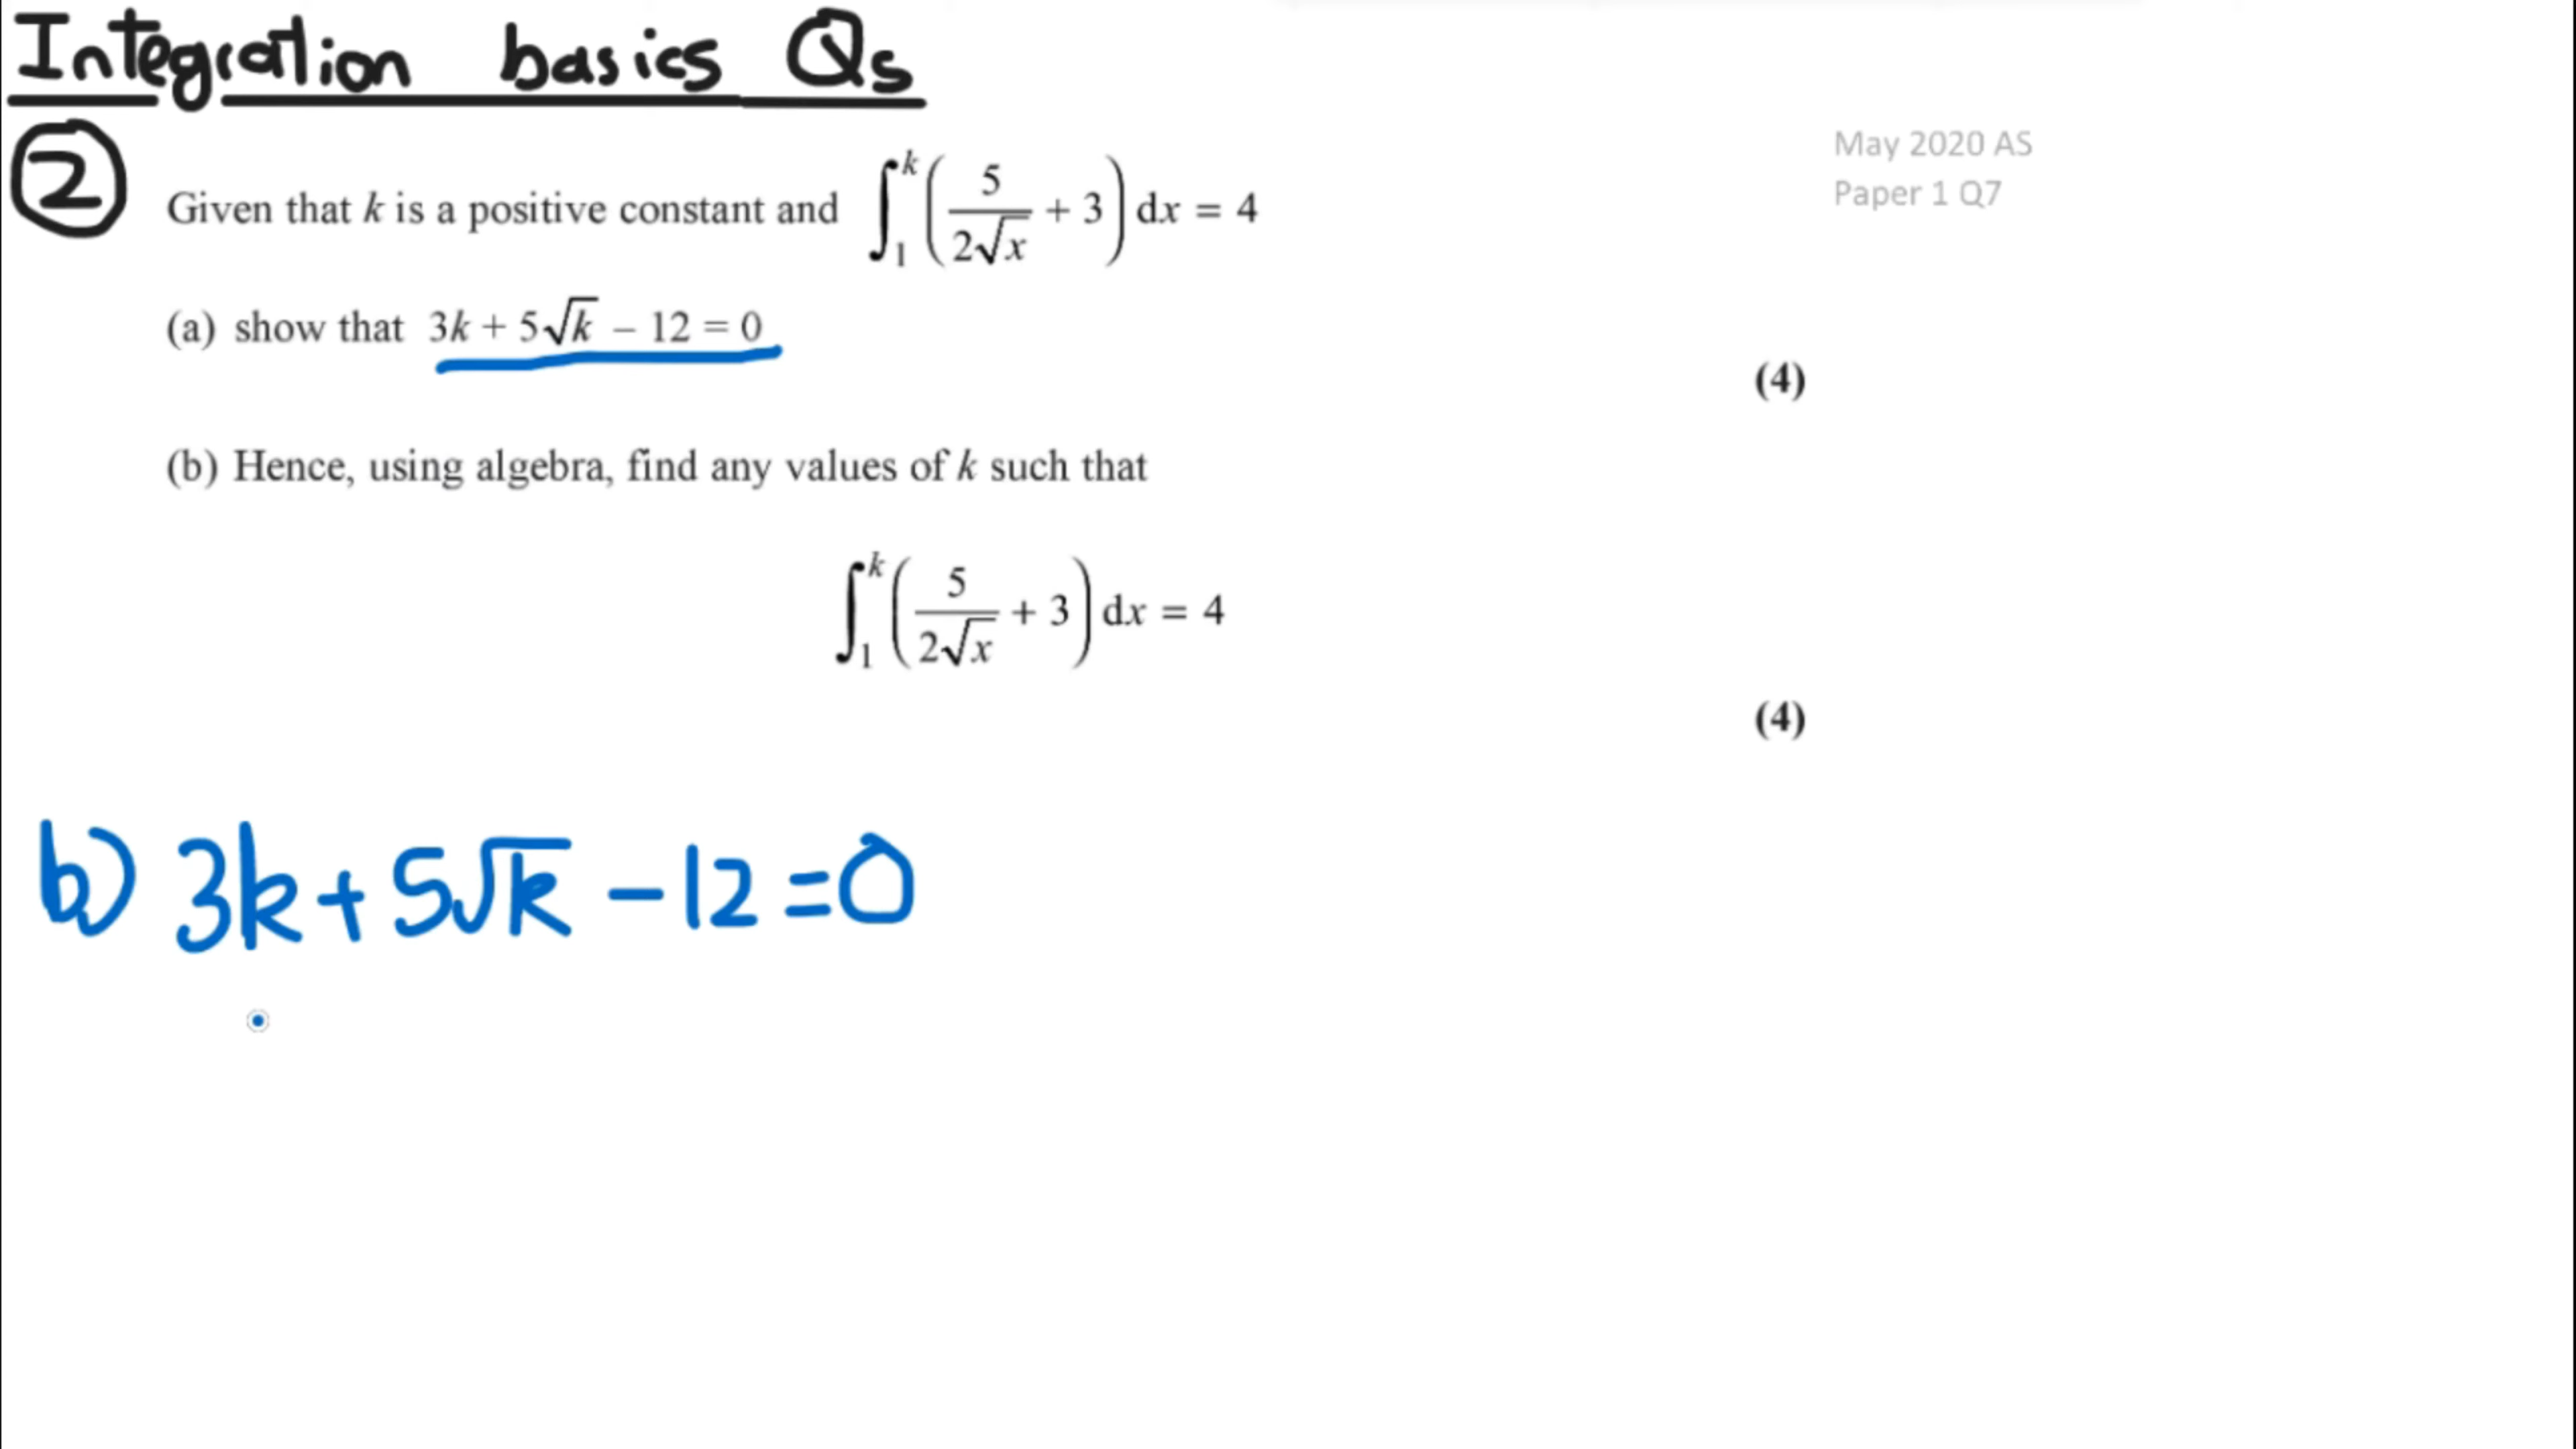 Integration basics Qs
May 2020 AS
Paper 1 Q7
② Given that k is a positive constant and ∫₁ᵏ (5/(2√x) + 3) dx = 4
(a) show that 3k + 5√k – 12 = 0
(4)
(b) Hence, using algebra, find any values of k such that
∫₁ᵏ (5/(2√x) + 3) dx = 4
(4)
b) 3k + 5√k – 12 = 0